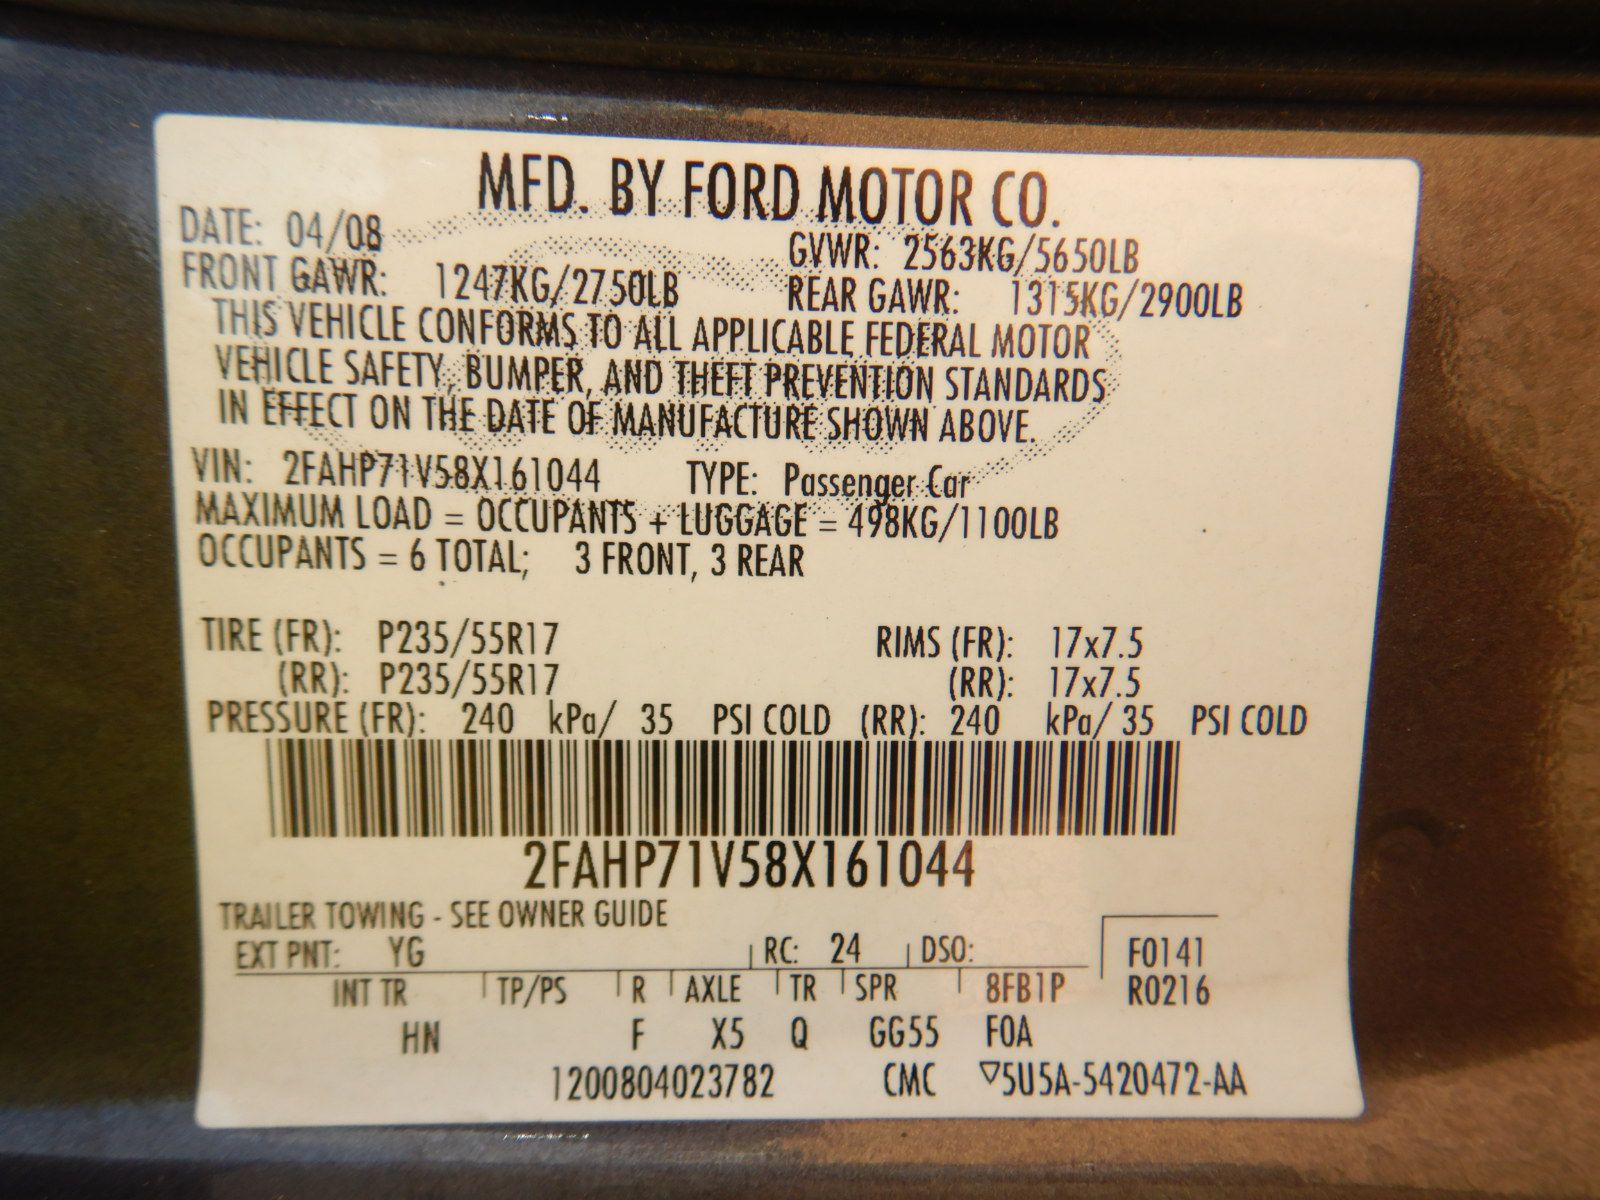 MFD. BY FORD MOTOR CO.
DATE: 04/08 GVWR: 2563KG/5650LB
FRONT GAWR: 1247KG/2750LB REAR GAWR: 1315KG/2900LB
THIS VEHICLE CONFORMS TO ALL APPLICABLE FEDERAL MOTOR
VEHICLE SAFETY, BUMPER, AND THEFT PREVENTION STANDARDS
IN EFFECT ON THE DATE OF MANUFACTURE SHOWN ABOVE.
VIN: 2FAHP71V58X161044 TYPE: Passenger Car
MAXIMUM LOAD = OCCUPANTS + LUGGAGE = 498KG/1100LB
OCCUPANTS = 6 TOTAL; 3 FRONT, 3 REAR
TIRE (FR): P235/55R17 RIMS (FR): 17x7.5
(RR): P235/55R17 (RR): 17x7.5
PRESSURE (FR): 240 kPa/ 35 PSI COLD (RR): 240 kPa/ 35 PSI COLD
2FAHP71V58X161044
TRAILER TOWING - SEE OWNER GUIDE
EXT PNT: YG RC: 24 DSO: F0141
INT TR TP/PS R AXLE TR SPR 8FB1P R0216
HN F X5 Q GG55 F0A
1200804023782 CMC ▽5U5A-5420472-AA